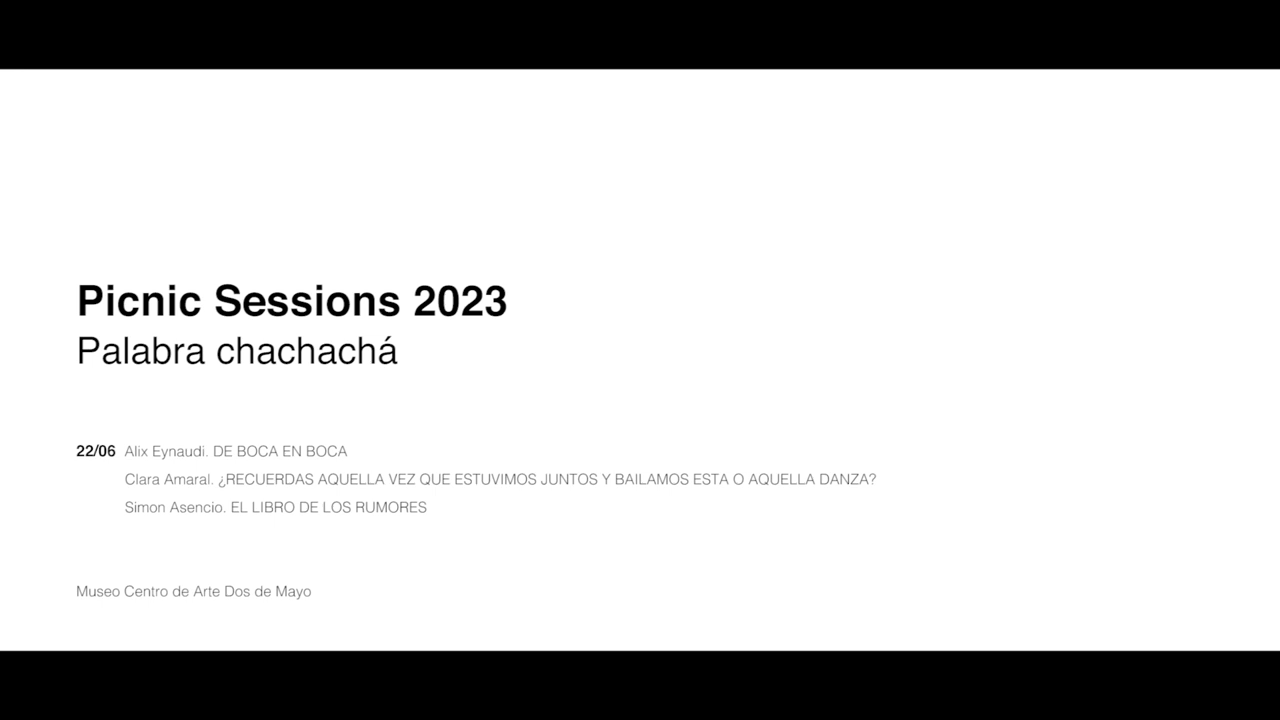 Picnic Sessions 2023
Palabra chachachá
22/06 Alix Eynaudi. DE BOCA EN BOCA
Clara Amaral. ¿RECUERDAS AQUELLA VEZ QUE ESTUVIMOS JUNTOS Y BAILAMOS ESTA O AQUELLA DANZA?
Simon Asencio. EL LIBRO DE LOS RUMORES
Museo Centro de Arte Dos de Mayo